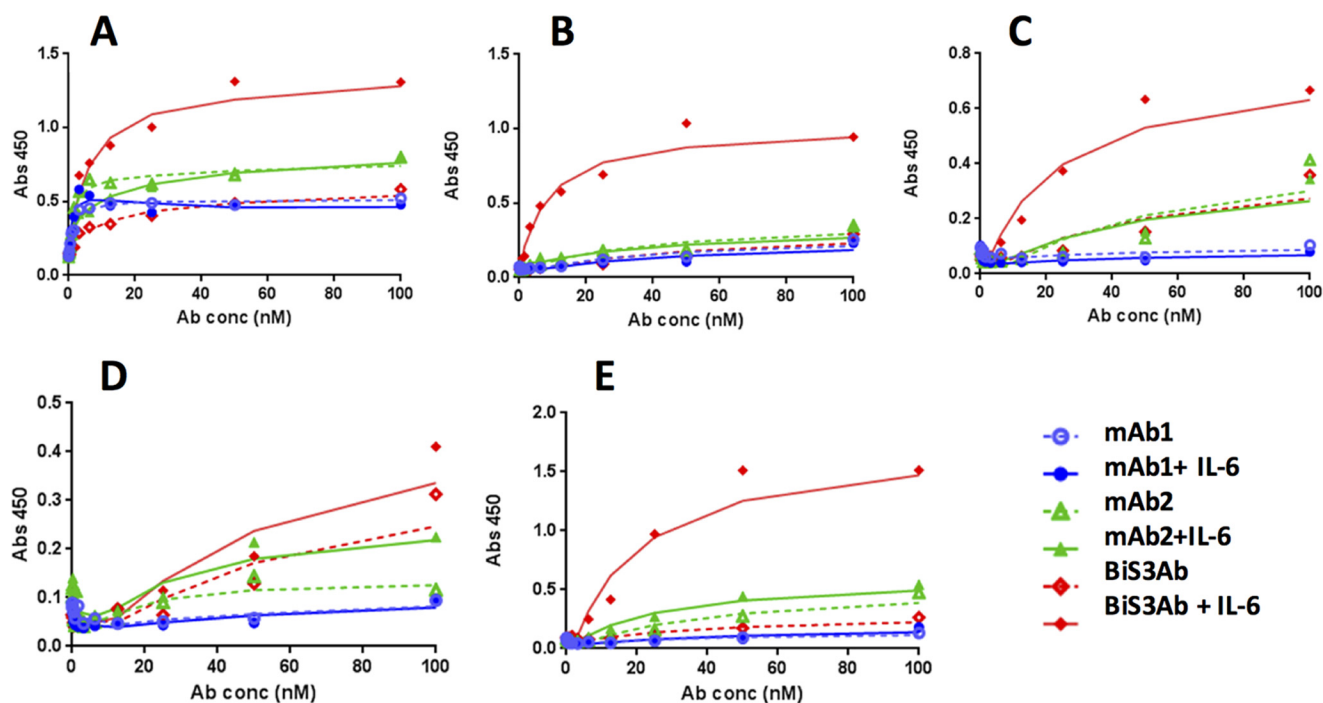 A
Abs 450
1.5
1.0
0.5
0.0
0 20 40 60 80 100
Ab conc (nM)
B
Abs 450
1.5
1.0
0.5
0.0
0 20 40 60 80 100
Ab conc (nM)
C
Abs 450
0.8
0.6
0.4
0.2
0.0
0 20 40 60 80 100
Ab conc (nM)
D
Abs 450
0.5
0.4
0.3
0.2
0.1
0.0
0 20 40 60 80 100
Ab conc (nM)
E
Abs 450
2.0
1.5
1.0
0.5
0.0
0 20 40 60 80 100
Ab conc (nM)
mAb1
mAb1+ IL-6
mAb2
mAb2+IL-6
BiS3Ab
BiS3Ab + IL-6